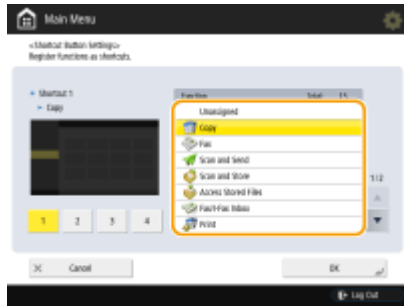 Main Menu
<Shortcut Button Settings>
Register functions as shortcuts.
Shortcut 1
Copy
Function Total 15
Unassigned
Copy
Fax
Scan and Send
Scan and Store
Access Stored Files
Fax/I-Fax Inbox
Print
1/2
1 2 3 4
Cancel
OK
Log Out